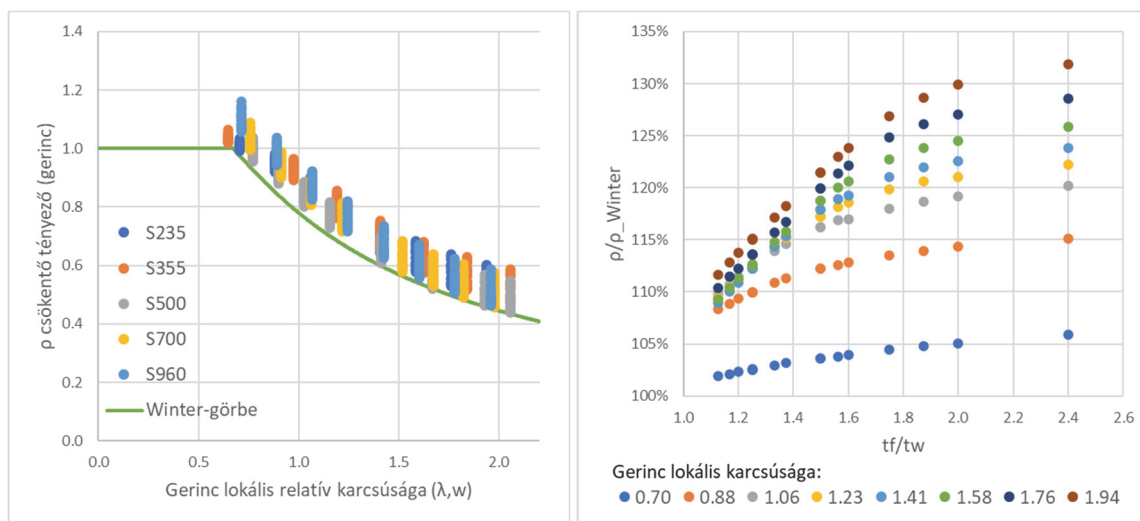 1.4
1.2
1.0
0.8
0.6
0.4
0.2
0.0
ρ csökkentő tényező (gerinc)
S235
S355
S500
S700
S960
Winter-görbe
0.0 0.5 1.0 1.5 2.0
Gerinc lokális relatív karcsúsága (λ,w)
135%
130%
125%
120%
115%
110%
105%
100%
ρ/ρ_Winter
1.0 1.2 1.4 1.6 1.8 2.0 2.2 2.4 2.6
tf/tw
Gerinc lokális karcsúsága:
0.70 0.88 1.06 1.23 1.41 1.58 1.76 1.94